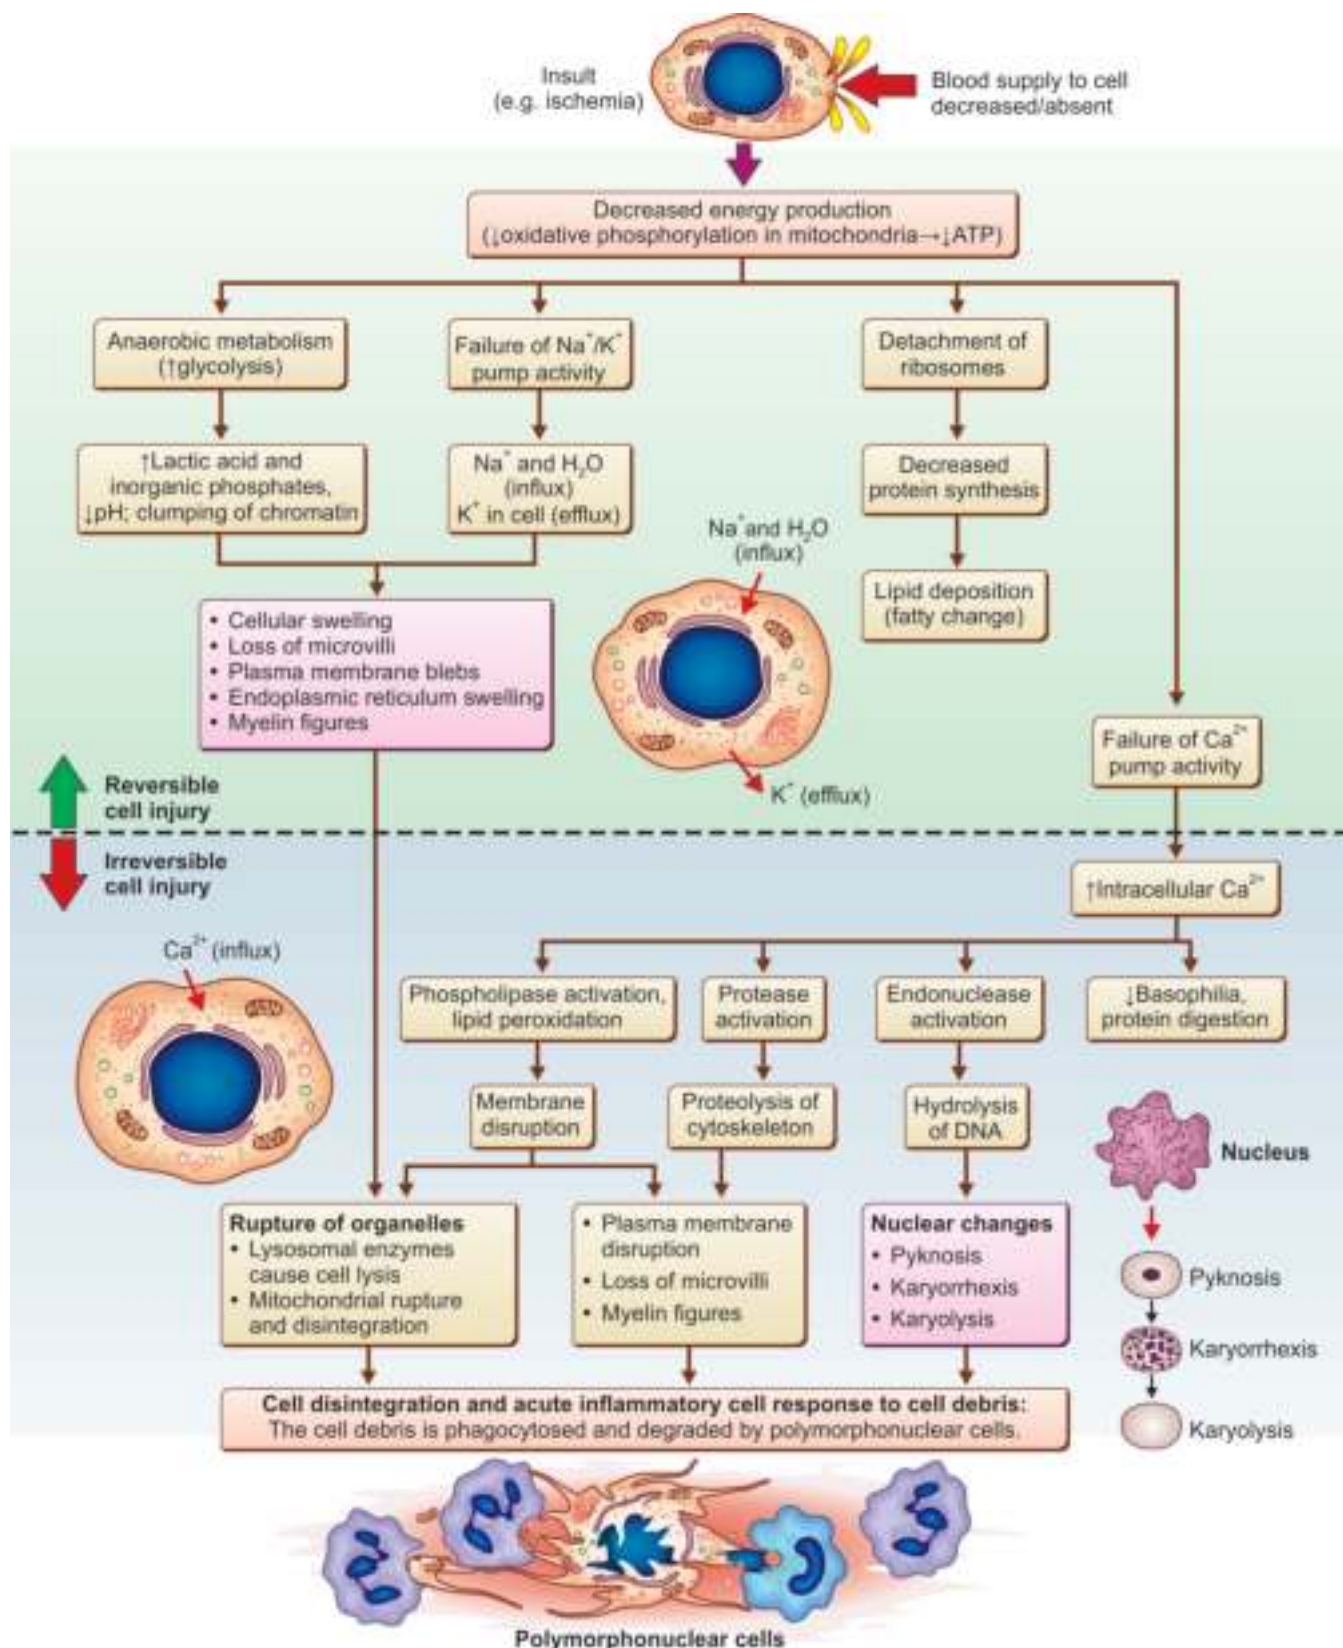 Insult
(e.g. ischemia)
Blood supply to cell
decreased/absent
Decreased energy production
(↓oxidative phosphorylation in mitochondria→↓ATP)
Anaerobic metabolism
(↑glycolysis)
Failure of Na⁺/K⁺
pump activity
Detachment of
ribosomes
↑Lactic acid and
inorganic phosphates,
↓pH; clumping of chromatin
Na⁺ and H₂O
(influx)
K⁺ in cell (efflux)
Decreased
protein synthesis
Na⁺ and H₂O
(influx)
Lipid deposition
(fatty change)
• Cellular swelling
• Loss of microvilli
• Plasma membrane blebs
• Endoplasmic reticulum swelling
• Myelin figures
K⁺ (efflux)
Failure of Ca²⁺
pump activity
Reversible
cell injury
Irreversible
cell injury
↑Intracellular Ca²⁺
Ca²⁺ (influx)
Phospholipase activation,
lipid peroxidation
Protease
activation
Endonuclease
activation
↓Basophilia,
protein digestion
Membrane
disruption
Proteolysis of
cytoskeleton
Hydrolysis
of DNA
Nucleus
Rupture of organelles
• Lysosomal enzymes
cause cell lysis
• Mitochondrial rupture
and disintegration
• Plasma membrane
disruption
• Loss of microvilli
• Myelin figures
Nuclear changes
• Pyknosis
• Karyorrhexis
• Karyolysis
Pyknosis
Karyorrhexis
Karyolysis
Cell disintegration and acute inflammatory cell response to cell debris:
The cell debris is phagocytosed and degraded by polymorphonuclear cells.
Polymorphonuclear cells